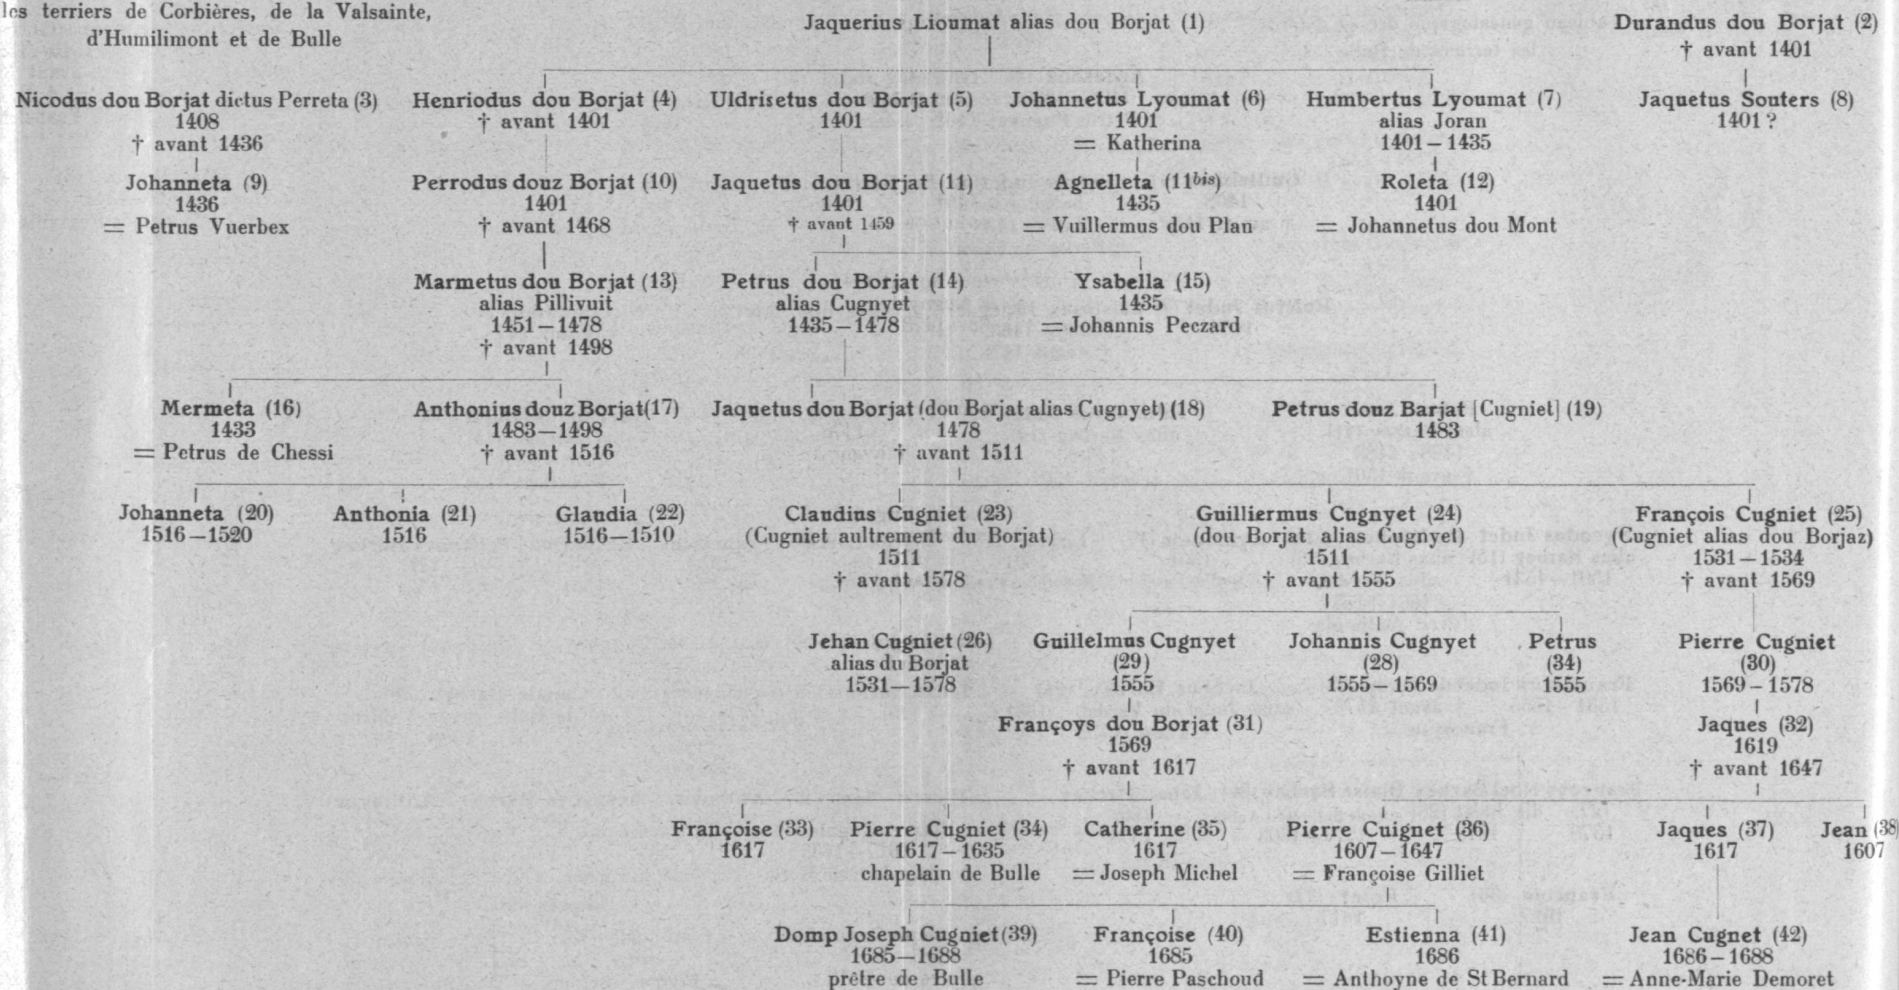 les terriers de Corbières, de la Valsainte,
d'Humilimont et de Bulle
Jaquerius Lioumat alias dou Borjat (1)
Durandus dou Borjat (2)
† avant 1401
Nicodus dou Borjat dictus Perreta (3)
1408
† avant 1436
Henriodus dou Borjat (4)
† avant 1401
Uldrisetus dou Borjat (5)
1401
Johannetus Lyoumat (6)
1401
= Katherina
Humbertus Lyoumat (7)
alias Joran
1401–1435
Jaquetus Souters (8)
1401 ?
Johanneta (9)
1436
= Petrus Vuerbex
Perrodus douz Borjat (10)
1401
† avant 1468
Jaquetus dou Borjat (11)
1401
† avant 1459
Agnelleta (11bis)
1435
= Vuillermus dou Plan
Roleta (12)
1401
= Johannetus dou Mont
Marmetus dou Borjat (13)
alias Pillivuit
1451–1478
† avant 1498
Petrus dou Borjat (14)
alias Cugnyet
1435–1478
Ysabella (15)
1435
= Johannis Peczard
Mermeta (16)
1433
= Petrus de Chessi
Anthonius douz Borjat(17)
1483–1498
† avant 1516
Jaquetus dou Borjat (dou Borjat alias Cugnyet) (18)
1478
† avant 1511
Petrus douz Barjat [Cugniet] (19)
1483
Johanneta (20)
1516–1520
Anthonia (21)
1516
Glaudia (22)
1516–1510
Claudius Cugniet (23)
(Cugniet aultrement du Borjat)
1511
† avant 1578
Guilliermus Cugnyet (24)
(dou Borjat alias Cugnyet)
1511
† avant 1555
François Cugniet (25)
(Cugniet alias dou Borjaz)
1531–1534
† avant 1569
Jehan Cugniet (26)
alias du Borjat
1531–1578
Guillelmus Cugnyet
(29)
1555
Johannis Cugnyet
(28)
1555–1569
Petrus
(34)
1555
Pierre Cugniet
(30)
1569–1578
Françoys dou Borjat (31)
1569
† avant 1617
Jaques (32)
1619
† avant 1647
Françoise (33)
1617
Pierre Cugniet (34)
1617–1635
chapelain de Bulle
Catherine (35)
1617
= Joseph Michel
Pierre Cuignet (36)
1607–1647
= Françoise Gilliet
Jaques (37)
1617
Jean (38
1607
Domp Joseph Cugniet (39)
1685–1688
prêtre de Bulle
Françoise (40)
1685
= Pierre Paschoud
Estienna (41)
1686
= Anthoyne de St Bernard
Jean Cugnet (42)
1686–1688
= Anne-Marie Demoret